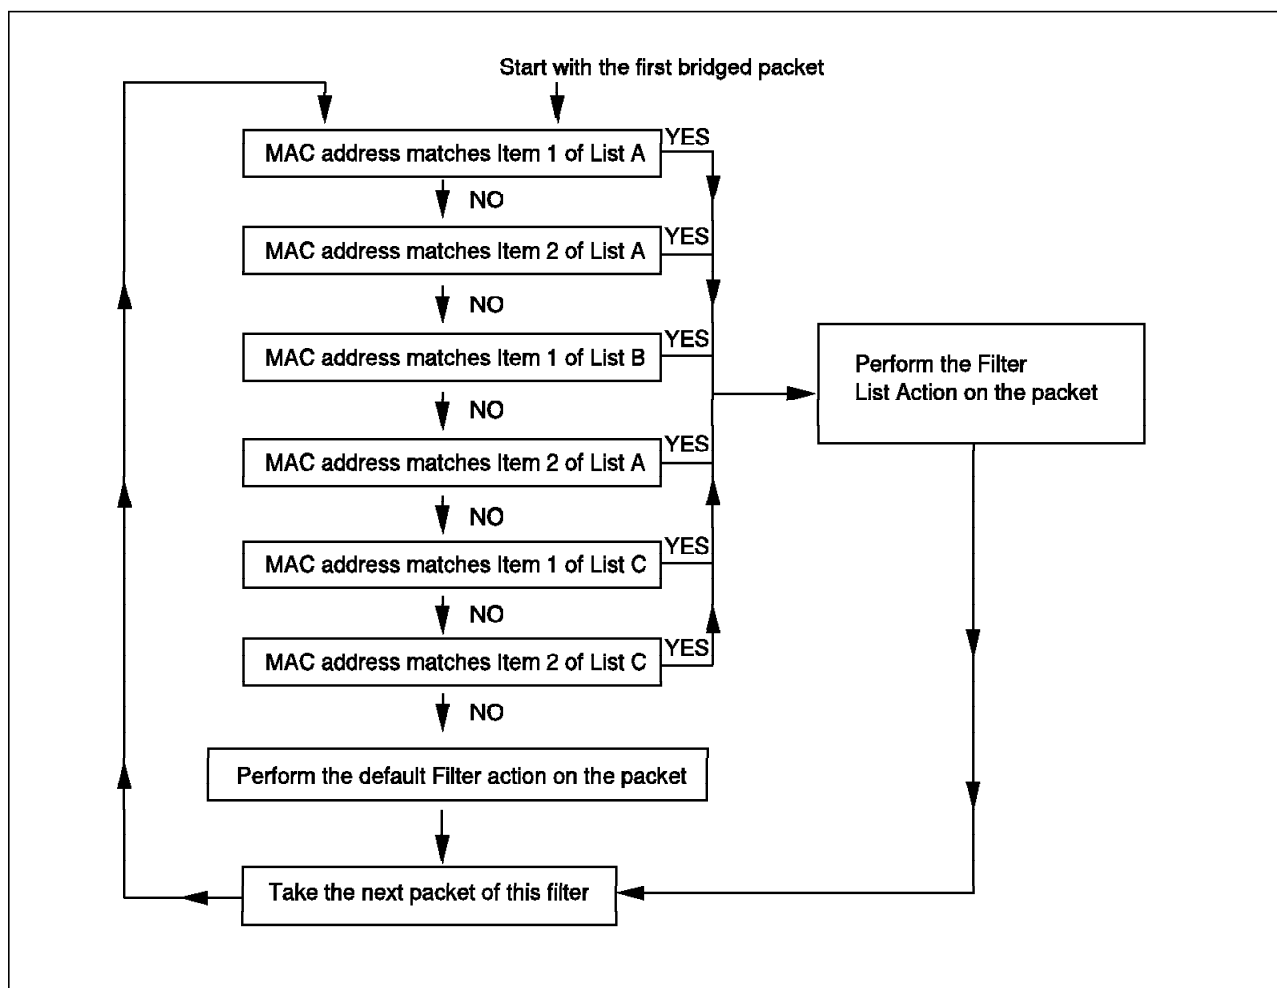 Start with the first bridged packet
MAC address matches Item 1 of List A
YES
NO
MAC address matches Item 2 of List A
YES
NO
MAC address matches Item 1 of List B
YES
NO
MAC address matches Item 2 of List A
YES
NO
MAC address matches Item 1 of List C
YES
NO
MAC address matches Item 2 of List C
YES
NO
Perform the Filter
List Action on the packet
Perform the default Filter action on the packet
Take the next packet of this filter